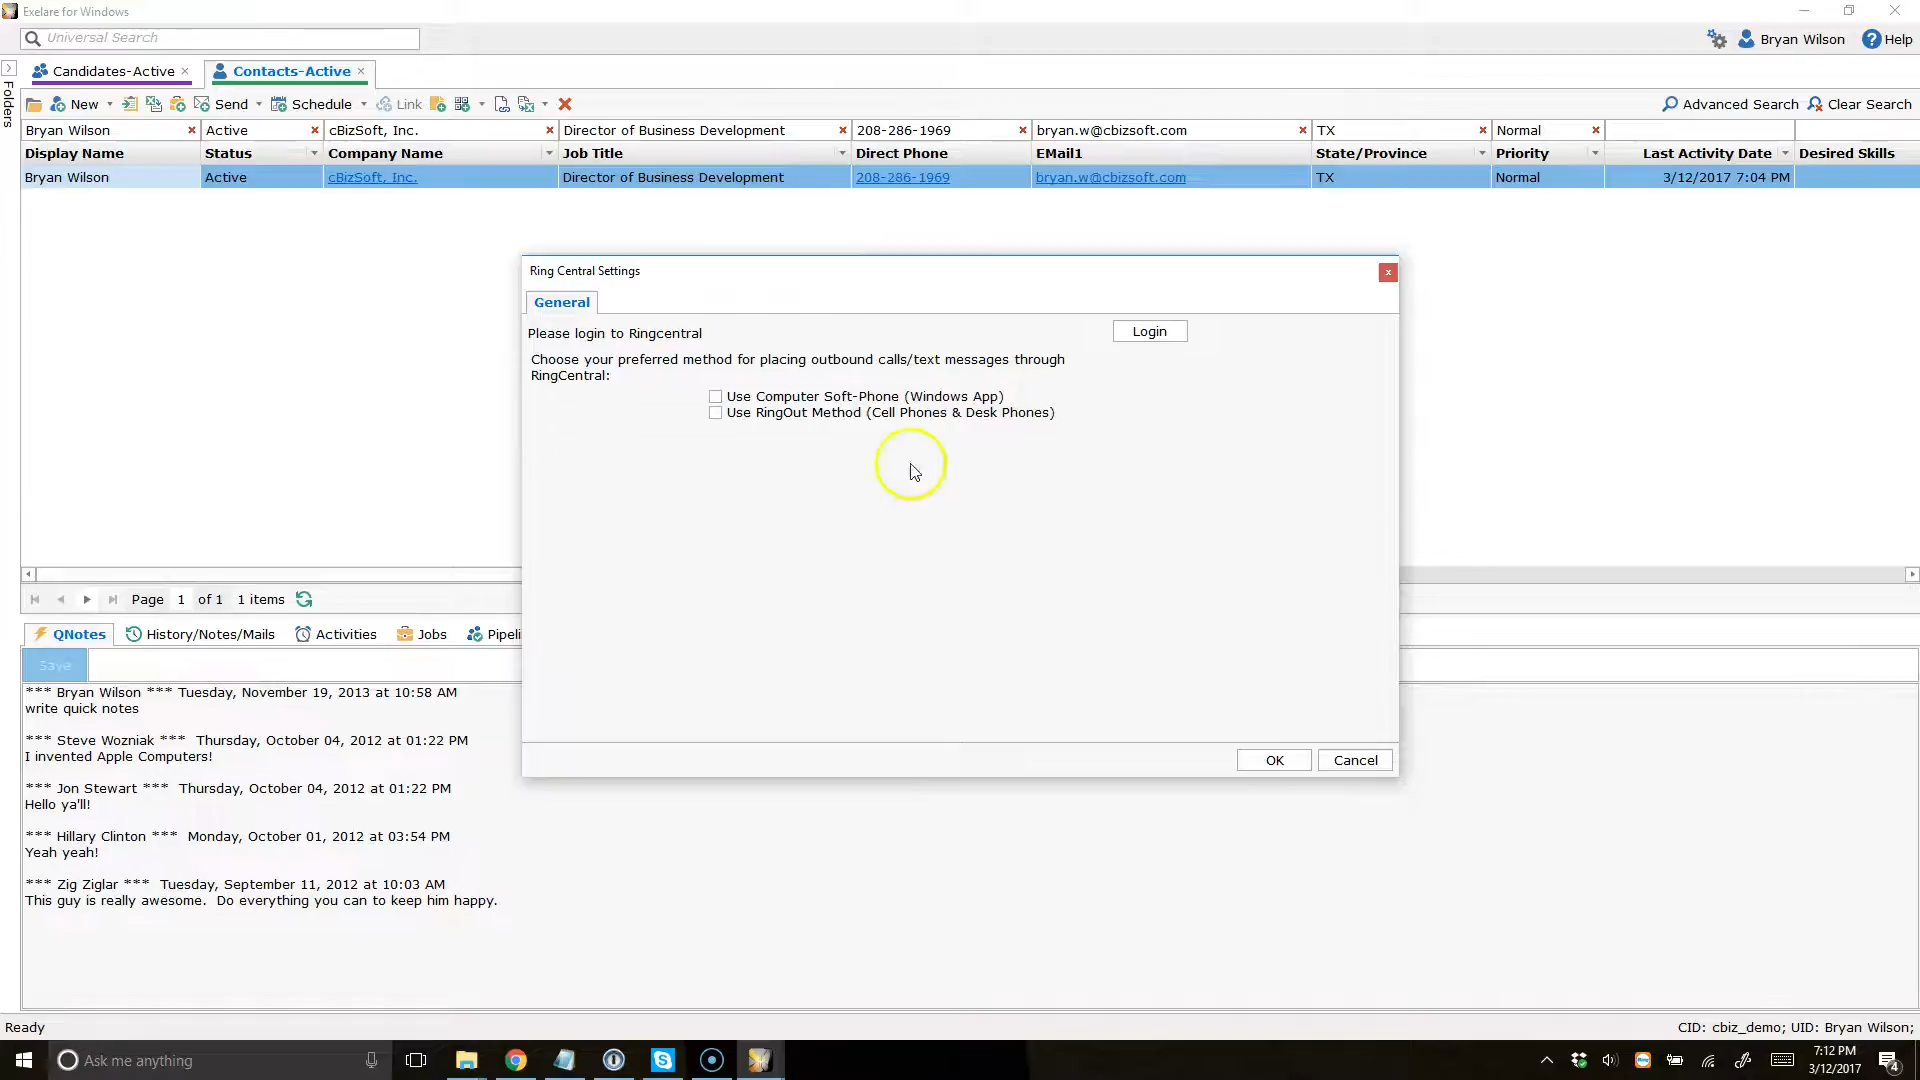 Exelare for Windows
Universal Search
Bryan Wilson Help
Candidates-Active × Contacts-Active ×
Folders
New Send Schedule Link Advanced Search Clear Search
Bryan Wilson Active cBizSoft, Inc. Director of Business Development 208-286-1969 bryan.w@cbizsoft.com TX Normal
Display Name Status Company Name Job Title Direct Phone EMail1 State/Province Priority Last Activity Date Desired Skills
Bryan Wilson Active cBizSoft, Inc. Director of Business Development 208-286-1969 bryan.w@cbizsoft.com TX Normal 3/12/2017 7:04 PM
Ring Central Settings
General
Please login to Ringcentral Login
Choose your preferred method for placing outbound calls/text messages through
RingCentral:
Use Computer Soft-Phone (Windows App)
Use RingOut Method (Cell Phones & Desk Phones)
OK Cancel
Page 1 of 1 1 items
QNotes History/Notes/Mails Activities Jobs Pipeli
Save
*** Bryan Wilson *** Tuesday, November 19, 2013 at 10:58 AM
write quick notes
*** Steve Wozniak *** Thursday, October 04, 2012 at 01:22 PM
I invented Apple Computers!
*** Jon Stewart *** Thursday, October 04, 2012 at 01:22 PM
Hello ya'll!
*** Hillary Clinton *** Monday, October 01, 2012 at 03:54 PM
Yeah yeah!
*** Zig Ziglar *** Tuesday, September 11, 2012 at 10:03 AM
This guy is really awesome. Do everything you can to keep him happy.
Ready CID: cbiz_demo; UID: Bryan Wilson;
Ask me anything
7:12 PM
3/12/2017
4